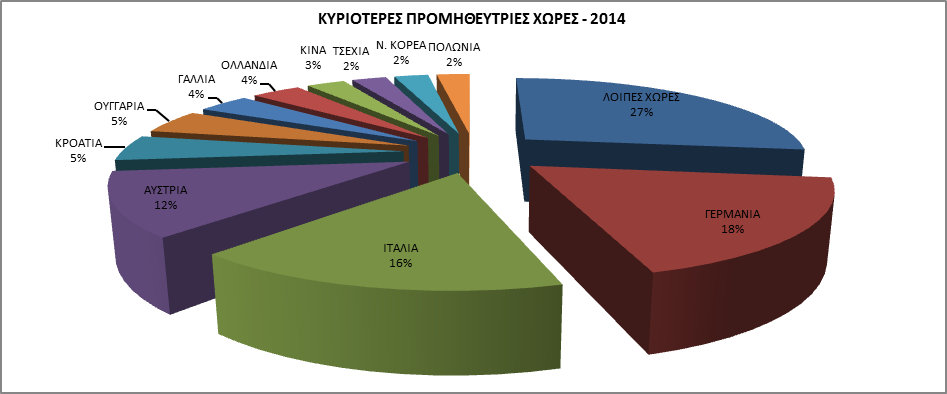 ΚΥΡΙΟΤΕΡΕΣ ΠΡΟΜΗΘΕΥΤΡΙΕΣ ΧΩΡΕΣ - 2014
ΛΟΙΠΕΣ ΧΩΡΕΣ
27%
ΓΕΡΜΑΝΙΑ
18%
ΙΤΑΛΙΑ
16%
ΑΥΣΤΡΙΑ
12%
ΚΡΟΑΤΙΑ
5%
ΟΥΓΓΑΡΙΑ
5%
ΓΑΛΛΙΑ
4%
ΟΛΛΑΝΔΙΑ
4%
ΚΙΝΑ
3%
ΤΣΕΧΙΑ
2%
Ν. ΚΟΡΕΑ
2%
ΠΟΛΩΝΙΑ
2%